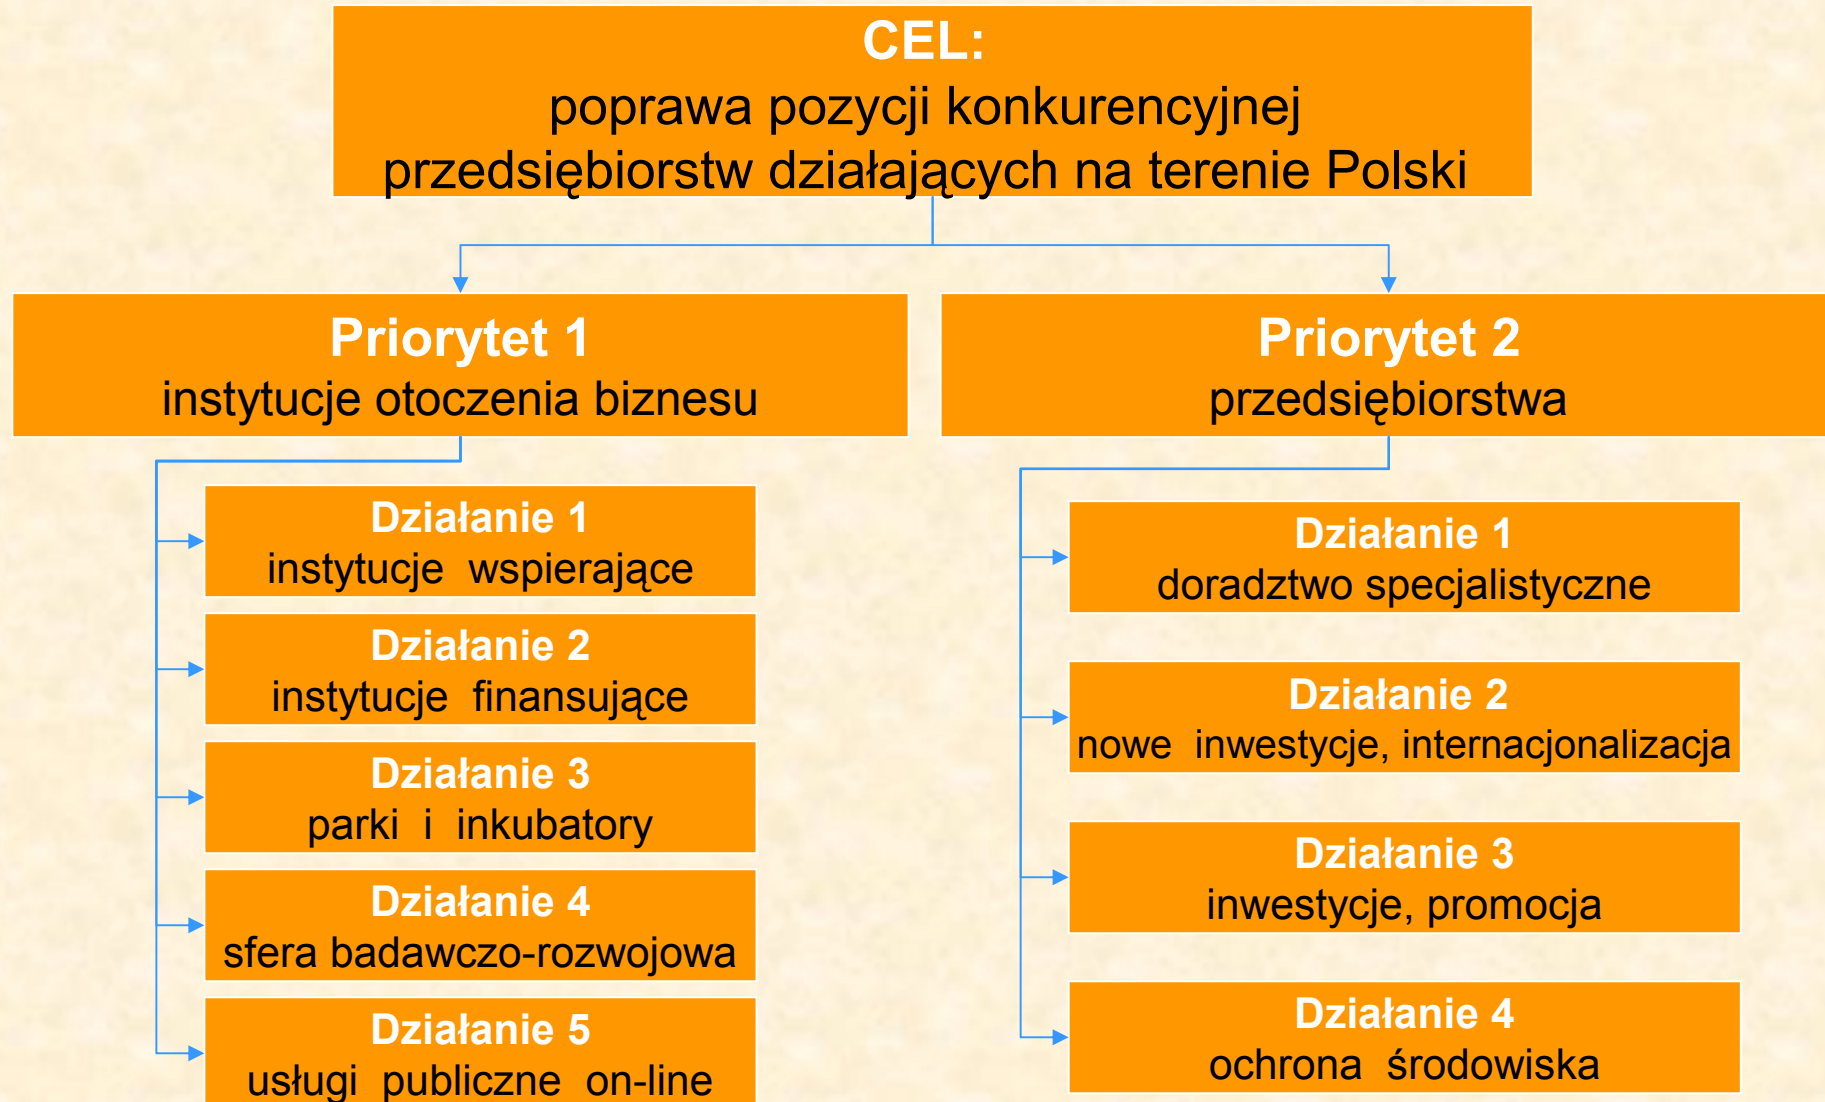 CEL:
poprawa pozycji konkurencyjnej
przedsiębiorstw działających na terenie Polski
Priorytet 1
instytucje otoczenia biznesu
Działanie 1
instytucje wspierające
Działanie 2
instytucje finansujące
Działanie 3
parki i inkubatory
Działanie 4
sfera badawczo-rozwojowa
Działanie 5
usługi publiczne on-line
Priorytet 2
przedsiębiorstwa
Działanie 1
doradztwo specjalistyczne
Działanie 2
nowe inwestycje, internacjonalizacja
Działanie 3
inwestycje, promocja
Działanie 4
ochrona środowiska